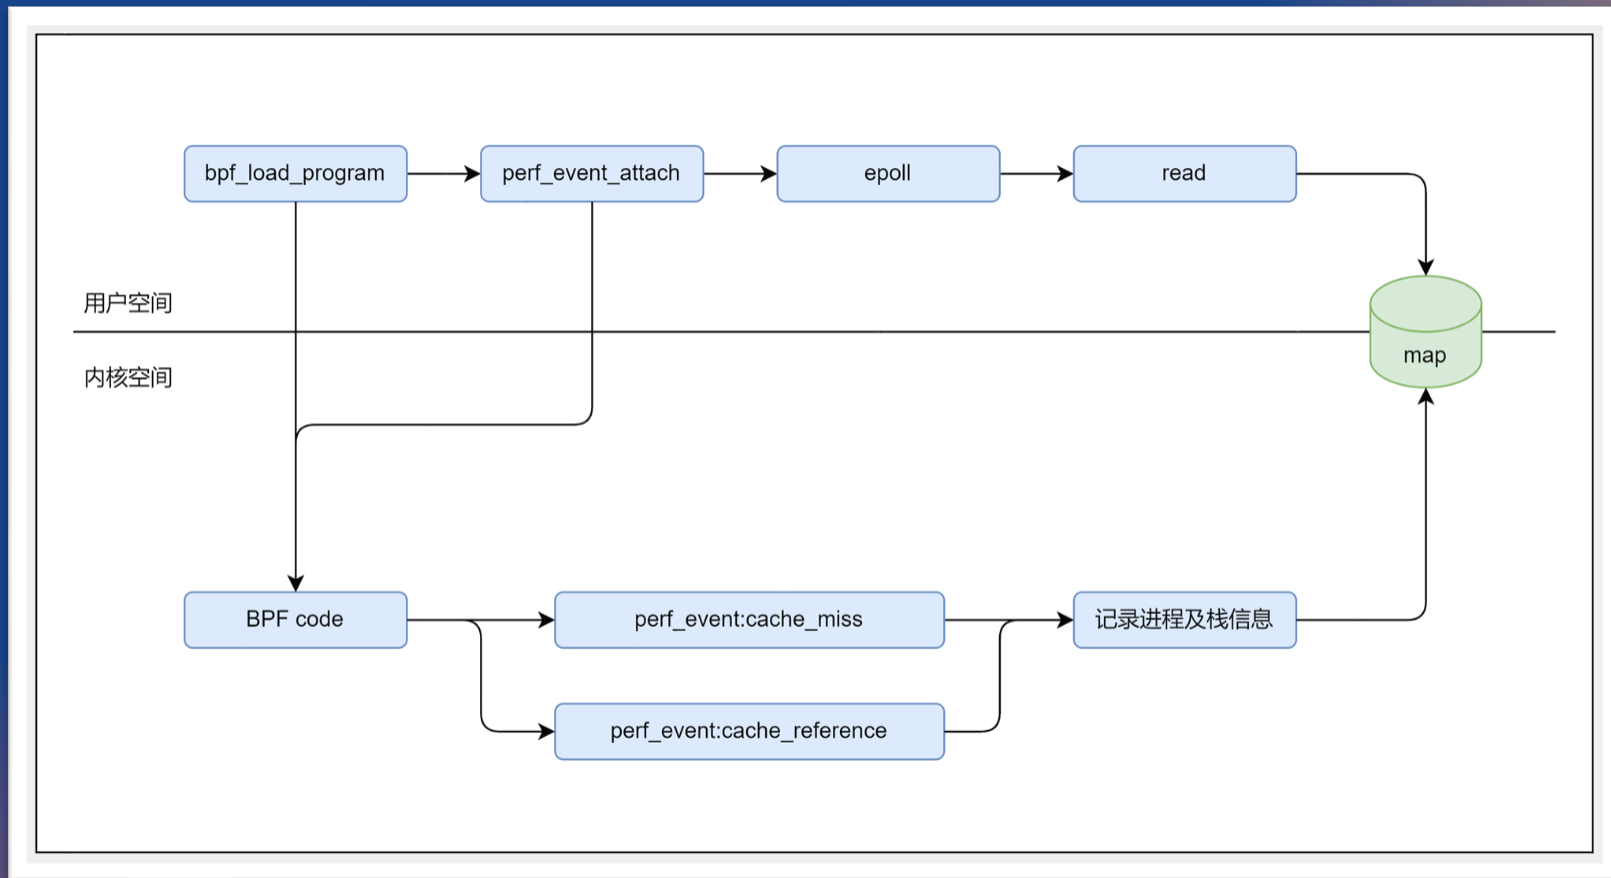 bpf_load_program
perf_event_attach
epoll
read
用户空间
map
内核空间
BPF code
perf_event:cache_miss
记录进程及栈信息
perf_event:cache_reference